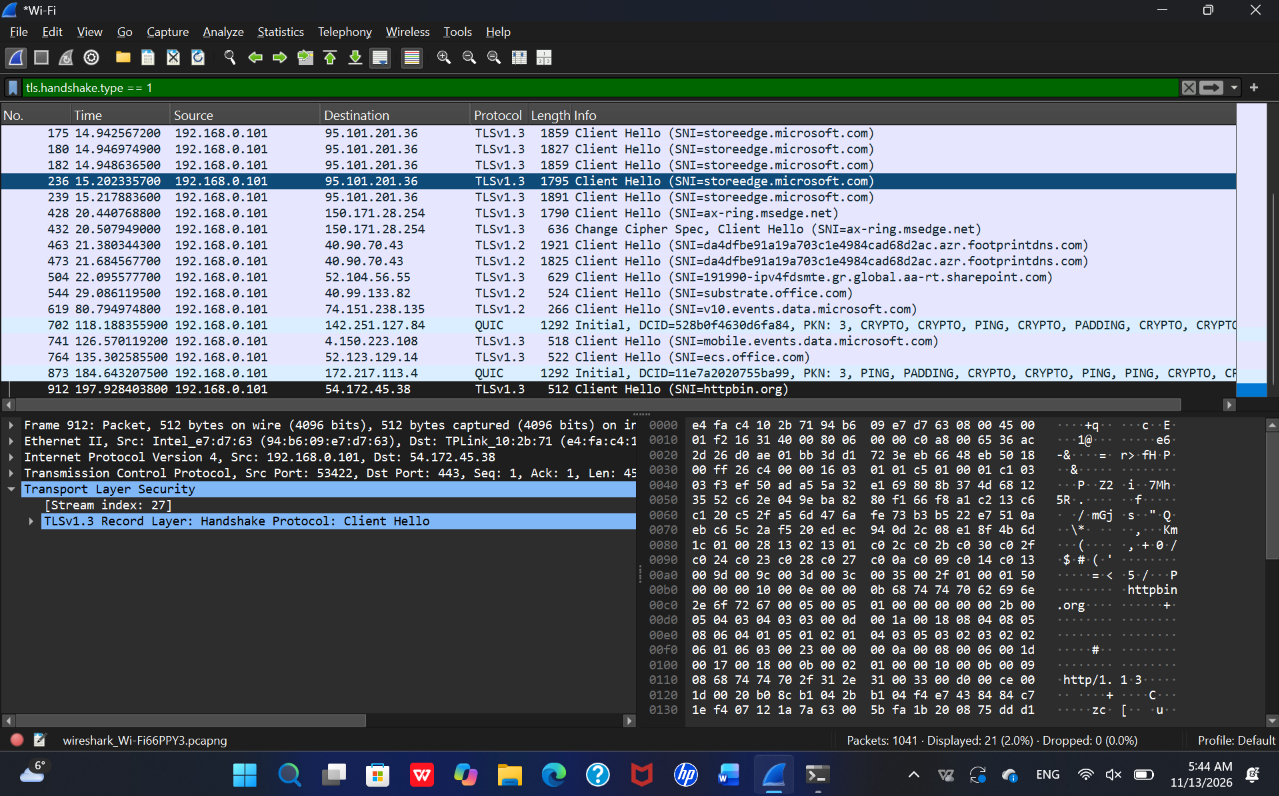 *Wi-Fi
File Edit View Go Capture Analyze Statistics Telephony Wireless Tools Help
tls.handshake.type == 1
No. Time Source Destination Protocol Length Info
175 14.942567200 192.168.0.101 95.101.201.36 TLSv1.3 1859 Client Hello (SNI=storeedge.microsoft.com)
180 14.946974900 192.168.0.101 95.101.201.36 TLSv1.3 1827 Client Hello (SNI=storeedge.microsoft.com)
182 14.948636500 192.168.0.101 95.101.201.36 TLSv1.3 1859 Client Hello (SNI=storeedge.microsoft.com)
236 15.202335700 192.168.0.101 95.101.201.36 TLSv1.3 1795 Client Hello (SNI=storeedge.microsoft.com)
239 15.217883600 192.168.0.101 95.101.201.36 TLSv1.3 1891 Client Hello (SNI=storeedge.microsoft.com)
428 20.440768800 192.168.0.101 150.171.28.254 TLSv1.3 1790 Client Hello (SNI=ax-ring.msedge.net)
432 20.507949000 192.168.0.101 150.171.28.254 TLSv1.3 636 Change Cipher Spec, Client Hello (SNI=ax-ring.msedge.net)
463 21.380344300 192.168.0.101 40.90.70.43 TLSv1.2 1921 Client Hello (SNI=da4dfbe91a19a703c1e4984cad68d2ac.azr.footprintdns.com)
473 21.684567700 192.168.0.101 40.90.70.43 TLSv1.2 1825 Client Hello (SNI=da4dfbe91a19a703c1e4984cad68d2ac.azr.footprintdns.com)
504 22.095577700 192.168.0.101 52.104.56.55 TLSv1.3 629 Client Hello (SNI=191990-ipv4fdsmte.gr.global.aa-rt.sharepoint.com)
544 29.086119500 192.168.0.101 40.99.133.82 TLSv1.2 524 Client Hello (SNI=substrate.office.com)
619 80.794974800 192.168.0.101 74.151.238.135 TLSv1.2 266 Client Hello (SNI=v10.events.data.microsoft.com)
702 118.188355900 192.168.0.101 142.251.127.84 QUIC 1292 Initial, DCID=528b0f4630d6fa84, PKN: 3, CRYPTO, CRYPTO, PING, CRYPTO, PADDING, CRYPTO, CRYPTO
741 126.570119200 192.168.0.101 4.150.223.108 TLSv1.3 518 Client Hello (SNI=mobile.events.data.microsoft.com)
764 135.302585500 192.168.0.101 52.123.129.14 TLSv1.3 522 Client Hello (SNI=ecs.office.com)
873 184.643207500 192.168.0.101 172.217.113.4 QUIC 1292 Initial, DCID=11e7a2020755ba99, PKN: 3, PING, PADDING, CRYPTO, CRYPTO, PING, PING, CRYPTO, CR
912 197.928403800 192.168.0.101 54.172.45.38 TLSv1.3 512 Client Hello (SNI=httpbin.org)
Frame 912: Packet, 512 bytes on wire (4096 bits), 512 bytes captured (4096 bits) on in
Ethernet II, Src: Intel_e7:d7:63 (94:b6:09:e7:d7:63), Dst: TPLink_10:2b:71 (e4:fa:c4:1
Internet Protocol Version 4, Src: 192.168.0.101, Dst: 54.172.45.38
Transmission Control Protocol, Src Port: 53422, Dst Port: 443, Seq: 1, Ack: 1, Len: 45
Transport Layer Security
[Stream index: 27]
TLSv1.3 Record Layer: Handshake Protocol: Client Hello
0000 e4 fa c4 10 2b 71 94 b6 09 e7 d7 63 08 00 45 00 ····+q·· ···c··E·
0010 01 f2 16 31 40 00 80 06 00 00 c0 a8 00 65 36 ac ···1@··· ·····e6·
0020 2d 26 d0 ae 01 bb 3d d1 72 3e eb 66 48 eb 50 18 -&····=· r>·fH·P·
0030 00 ff 26 c4 00 00 16 03 01 01 c5 01 00 01 c1 03 ··&····· ········
0040 03 f3 ef 50 ad a5 5a 32 e1 69 80 8b 37 4d 68 12 ···P··Z2 ·i··7Mh·
0050 35 52 c6 2e 04 9e ba 82 80 f1 66 f8 a1 c2 13 c6 5R·.···· ··f·····
0060 c1 20 c5 2f a5 6d 47 6a fe 73 b3 b5 22 e7 51 0a · ·/·mGj ·s··"·Q·
0070 eb c6 5c 2a f5 20 ed ec 94 0d 2c 08 e1 8f 4b 6d ··\*· ·· ··,···Km
0080 1c 01 00 28 13 02 13 01 c0 2c c0 2b c0 30 c0 2f ···(···· ·,·+·0·/
0090 c0 24 c0 23 c0 28 c0 27 c0 0a c0 09 c0 14 c0 13 ·$·#·(·' ········
00a0 00 9d 00 9c 00 3d 00 3c 00 35 00 2f 01 00 01 50 ·····=·< ·5·/···P
00b0 00 00 00 10 00 0e 00 00 0b 68 74 74 70 62 69 6e ········ ·httpbin
00c0 2e 6f 72 67 00 05 00 05 01 00 00 00 00 00 2b 00 .org···· ······+·
00d0 05 04 03 04 03 03 00 0d 00 1a 00 18 08 04 08 05 ········ ········
00e0 08 06 04 01 05 01 02 01 04 03 05 03 02 03 02 02 ········ ········
00f0 06 01 06 03 00 23 00 00 00 0a 00 08 00 06 00 1d ·····#·· ········
0100 00 17 00 18 00 0b 00 02 01 00 00 10 00 0b 00 09 ········ ········
0110 08 68 74 74 70 2f 31 2e 31 00 33 00 d0 00 ce 00 ·http/1. 1·3·····
0120 1d 00 20 b0 8c b1 04 2b b1 04 f4 e7 43 84 84 c7 ·· ····+ ····C···
0130 1e f4 07 12 1a 7a 63 00 5b fa 1b 20 08 75 dd d1 ·····zc· [·· ·u··
wireshark_Wi-Fi66PPY3.pcapng Packets: 1041 · Displayed: 21 (2.0%) · Dropped: 0 (0.0%) Profile: Default
6°
ENG
5:44 AM
11/13/2026